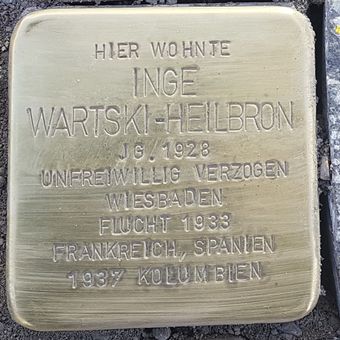 HIER WOHNTE
INGE
WARTSKI-HEILBRON
JG. 1928
UNFREIWILLIG VERZOGEN
WIESBADEN
FLUCHT 1933
FRANKREICH, SPANIEN
1937 KOLUMBIEN